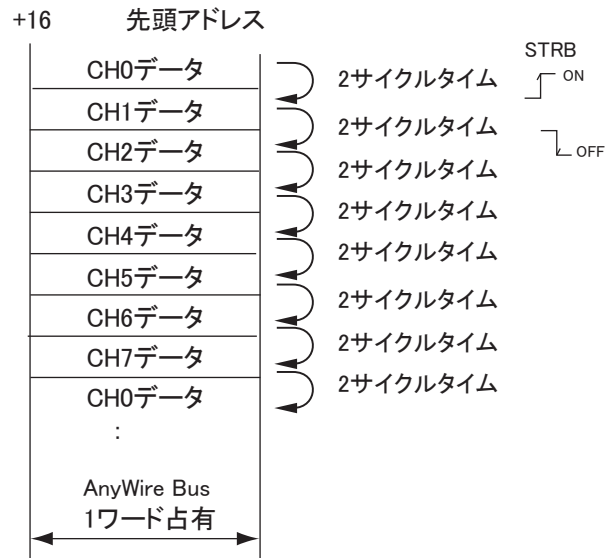 +16 先頭アドレス
STRB
CH0データ 2サイクルタイム ON
CH1データ 2サイクルタイム OFF
CH2データ 2サイクルタイム
CH3データ 2サイクルタイム
CH4データ 2サイクルタイム
CH5データ 2サイクルタイム
CH6データ 2サイクルタイム
CH7データ 2サイクルタイム
CH0データ
:
AnyWire Bus
1ワード占有